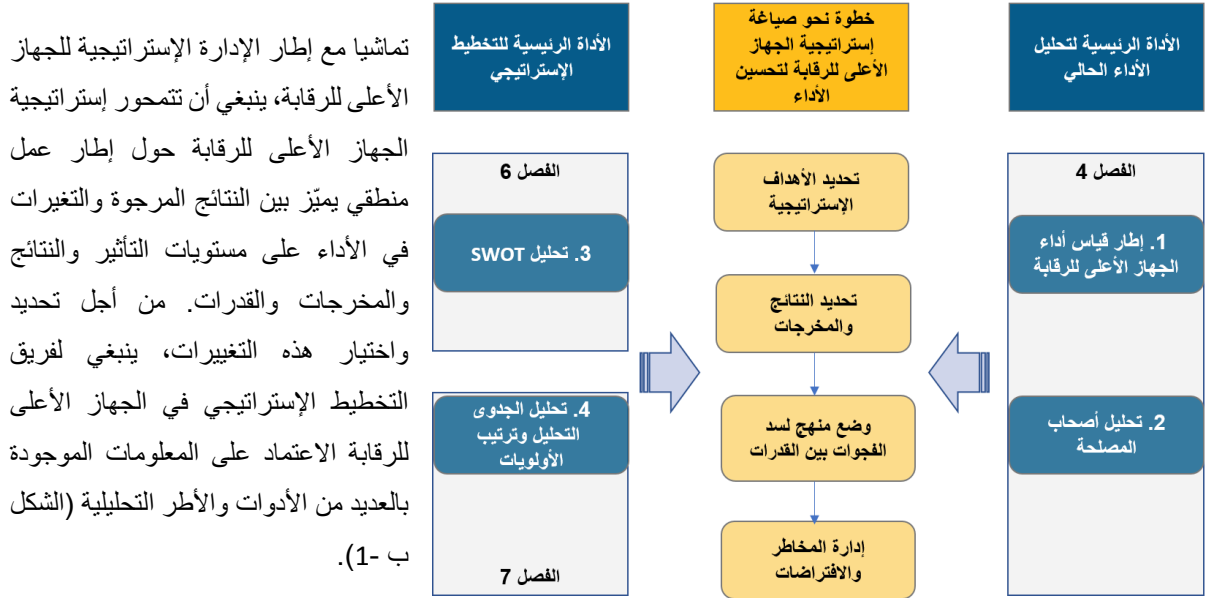 الأداة الرئيسية لتحليل
الأداء الحالي
خطوة نحو صياغة
إستراتيجية الجهاز
الأعلى للرقابة لتحسين
الأداء
الأداة الرئيسية للتخطيط
الإستراتيجي
الفصل 4
1. إطار قياس أداء
الجهاز الأعلى للرقابة
2. تحليل أصحاب
المصلحة
تحديد الأهداف
الإستراتيجية
تحديد النتائج
والمخرجات
وضع منهج لسد
الفجوات بين القدرات
إدارة المخاطر
والافتراضات
الفصل 6
3. تحليل SWOT
4. تحليل الجدوى
التحليل وترتيب
الأولويات
الفصل 7
تماشيا مع إطار الإدارة الإستراتيجية للجهاز
الأعلى للرقابة، ينبغي أن تتمحور إستراتيجية
الجهاز الأعلى للرقابة حول إطار عمل
منطقي يميّز بين النتائج المرجوة والتغيرات
في الأداء على مستويات التأثير والنتائج
والمخرجات والقدرات. من أجل تحديد
واختيار هذه التغييرات، ينبغي لفريق
التخطيط الإستراتيجي في الجهاز الأعلى
للرقابة الاعتماد على المعلومات الموجودة
بالعديد من الأدوات والأطر التحليلية (الشكل
ب -1).